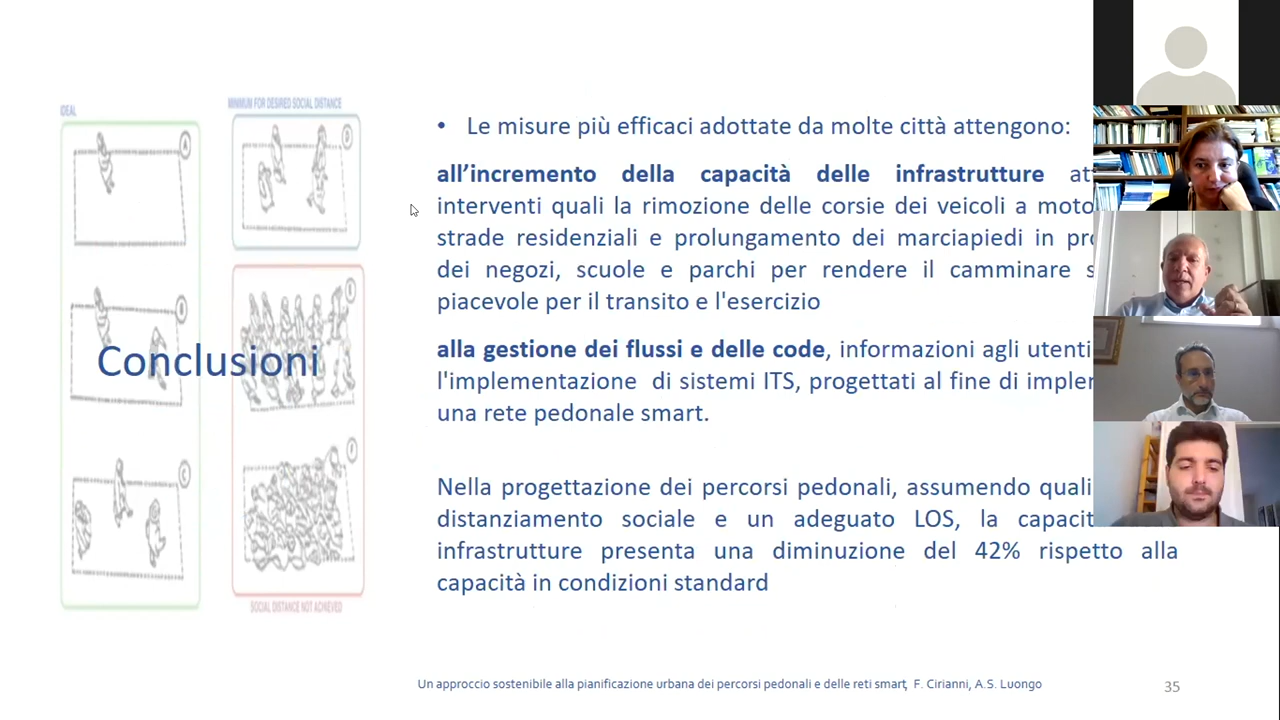 IDEAL
MINIMUM FOR DESIRED SOCIAL DISTANCE
A
D
B
E
C
F
SOCIAL DISTANCE NOT ACHIEVED
Conclusioni
• Le misure più efficaci adottate da molte città attengono:
all'incremento della capacità delle infrastrutture
interventi quali la rimozione delle corsie dei veicoli a
strade residenziali e prolungamento dei marciapiedi in
dei negozi, scuole e parchi per rendere il camminare
piacevole per il transito e l'esercizio
alla gestione dei flussi e delle code, informazioni agli utenti
l'implementazione di sistemi ITS, progettati al fine di
una rete pedonale smart.
Nella progettazione dei percorsi pedonali, assumendo quali
distanziamento sociale e un adeguato LOS, la
infrastrutture presenta una diminuzione del 42% rispetto alla
capacità in condizioni standard
Un approccio sostenibile alla pianificazione urbana dei percorsi pedonali e delle reti smart, F. Cirianni, A.S. Luongo
35